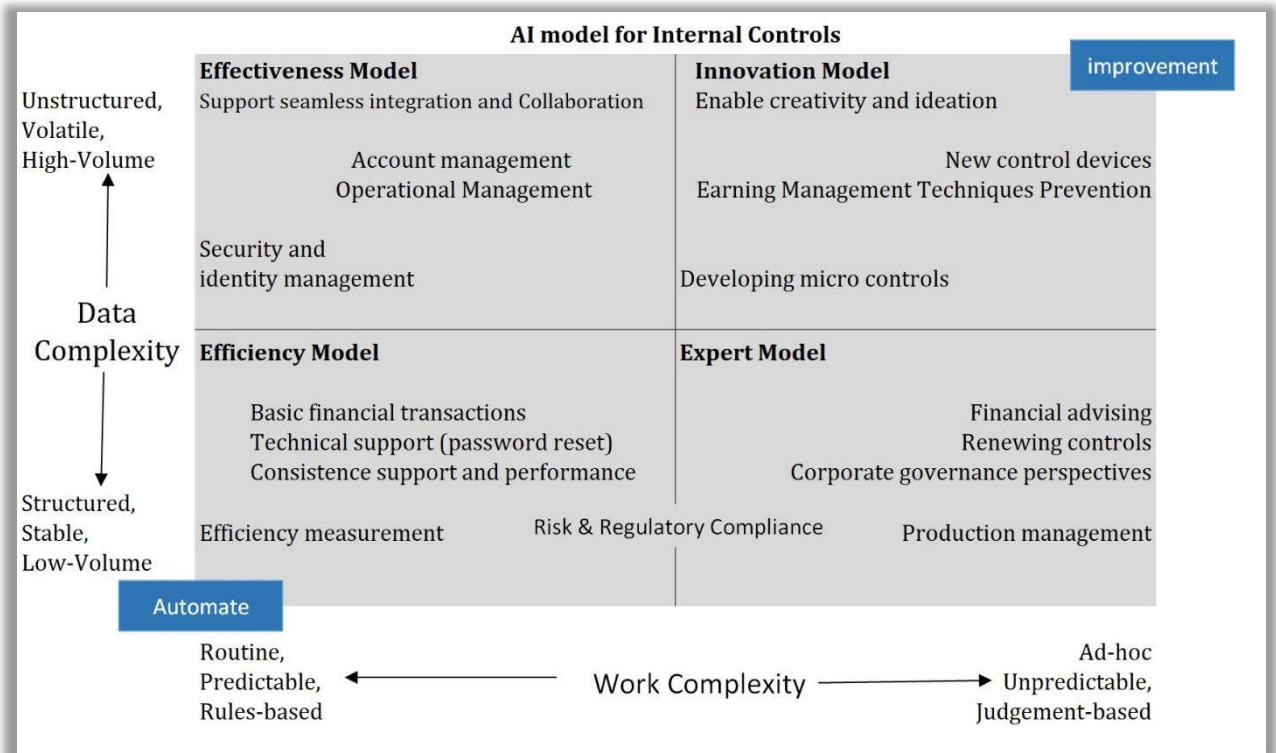 AI model for Internal Controls
improvement
Effectiveness Model
Support seamless integration and Collaboration
Account management
Operational Management
Security and
identity management
Innovation Model
Enable creativity and ideation
New control devices
Earning Management Techniques Prevention
Developing micro controls
Unstructured,
Volatile,
High-Volume
Data
Complexity
Structured,
Stable,
Low-Volume
Efficiency Model
Basic financial transactions
Technical support (password reset)
Consistence support and performance
Efficiency measurement
Expert Model
Financial advising
Renewing controls
Corporate governance perspectives
Risk & Regulatory Compliance
Production management
Automate
Routine,
Predictable,
Rules-based
Work Complexity
Ad-hoc
Unpredictable,
Judgement-based